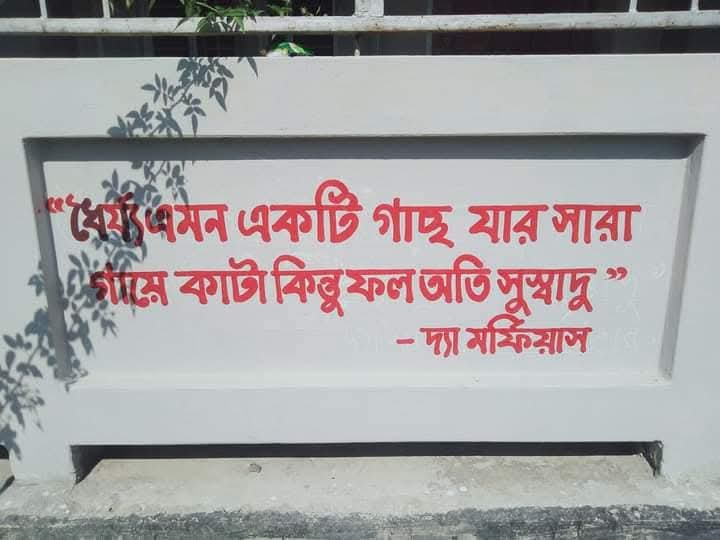 “ধৈর্য্য এমন একটি গাছ যার সারা
গায়ে কাটা কিন্তু ফল অতি সুস্বাদু”
- দ্যা মর্ফিয়াস